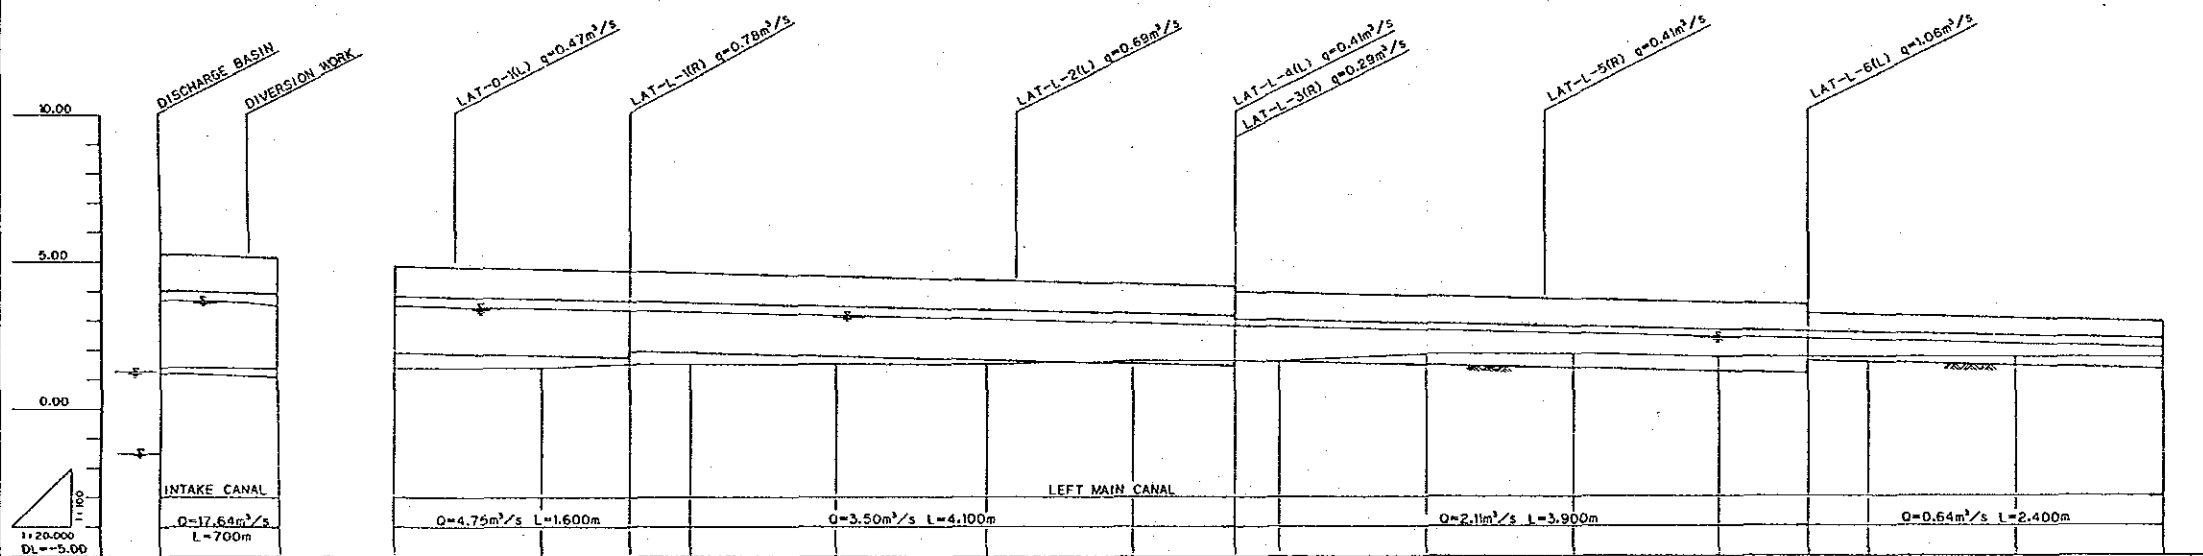 DISCHARGE BASIN
DIVERSION WORK
LAT-O-1(L) q=0.47m³/s
LAT-L-1(R) q=0.78m³/s
LAT-L-2(L) q=0.69m³/s
LAT-L-4(L) q=0.41m³/s
LAT-L-3(R) q=0.29m³/s
LAT-L-5(R) q=0.41m³/s
LAT-L-6(L) q=1.06m³/s
10.00
5.00
0.00
1:100
1:20.000
DL=-5.00
INTAKE CANAL
Q=17.64m³/s
L=700m
LEFT MAIN CANAL
Q=4.75m³/s L=1.600m
Q=3.50m³/s L=4.100m
Q=2.11m³/s L=3.900m
Q=0.64m³/s L=2.400m